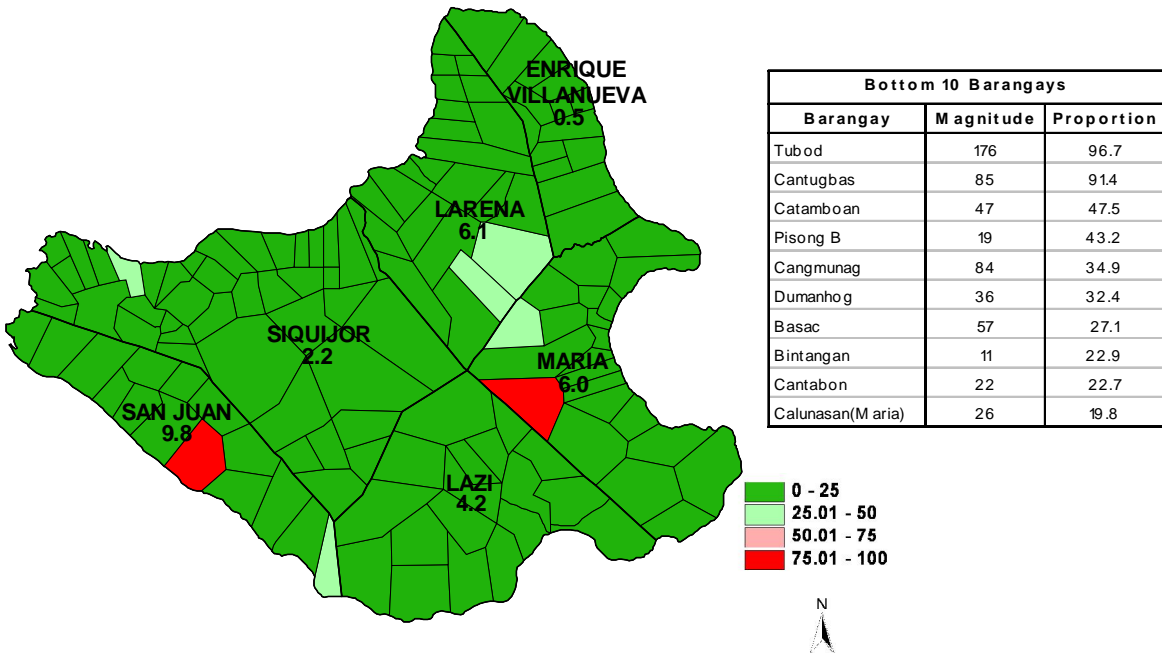 ENRIQUE
VILLANUEVA
0.5
LARENA
6.1
SIQUIJOR
2.2
MARIA
6.0
SAN JUAN
9.8
LAZI
4.2
Bottom 10 Barangays
Barangay Magnitude Proportion
Tubod 176 96.7
Cantugbas 85 91.4
Catamboan 47 47.5
Pisong B 19 43.2
Cangmunag 84 34.9
Dumanhog 36 32.4
Basac 57 27.1
Bintangan 11 22.9
Cantabon 22 22.7
Calunasan(Maria) 26 19.8
0 - 25
25.01 - 50
50.01 - 75
75.01 - 100
N